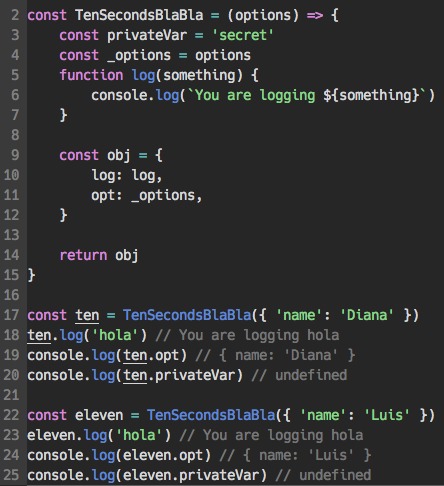 2 const TenSecondsBlaBla = (options) => {
3     const privateVar = 'secret'
4     const _options = options
5     function log(something) {
6         console.log(`You are logging ${something}`)
7     }
8
9     const obj = {
10         log: log,
11         opt: _options,
12     }
13
14     return obj
15 }
16
17 const ten = TenSecondsBlaBla({ 'name': 'Diana' })
18 ten.log('hola') // You are logging hola
19 console.log(ten.opt) // { name: 'Diana' }
20 console.log(ten.privateVar) // undefined
21
22 const eleven = TenSecondsBlaBla({ 'name': 'Luis' })
23 eleven.log('hola') // You are logging hola
24 console.log(eleven.opt) // { name: 'Luis' }
25 console.log(eleven.privateVar) // undefined